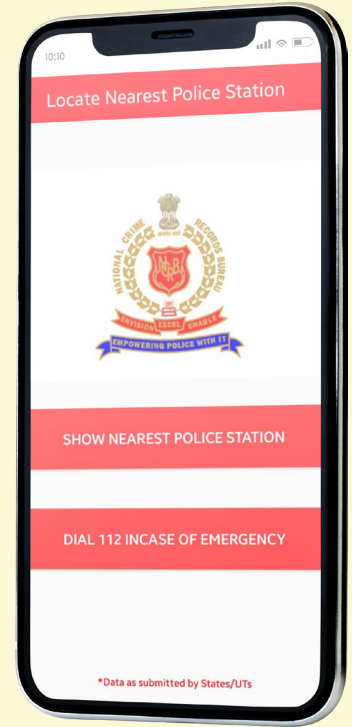 10:10
Locate Nearest Police Station
NATIONAL CRIME RECORDS BUREAU
NCRB
ENVISION EXCEL ENABLE
EMPOWERING POLICE WITH IT
SHOW NEAREST POLICE STATION
DIAL 112 INCASE OF EMERGENCY
*Data as submitted by States/UTs